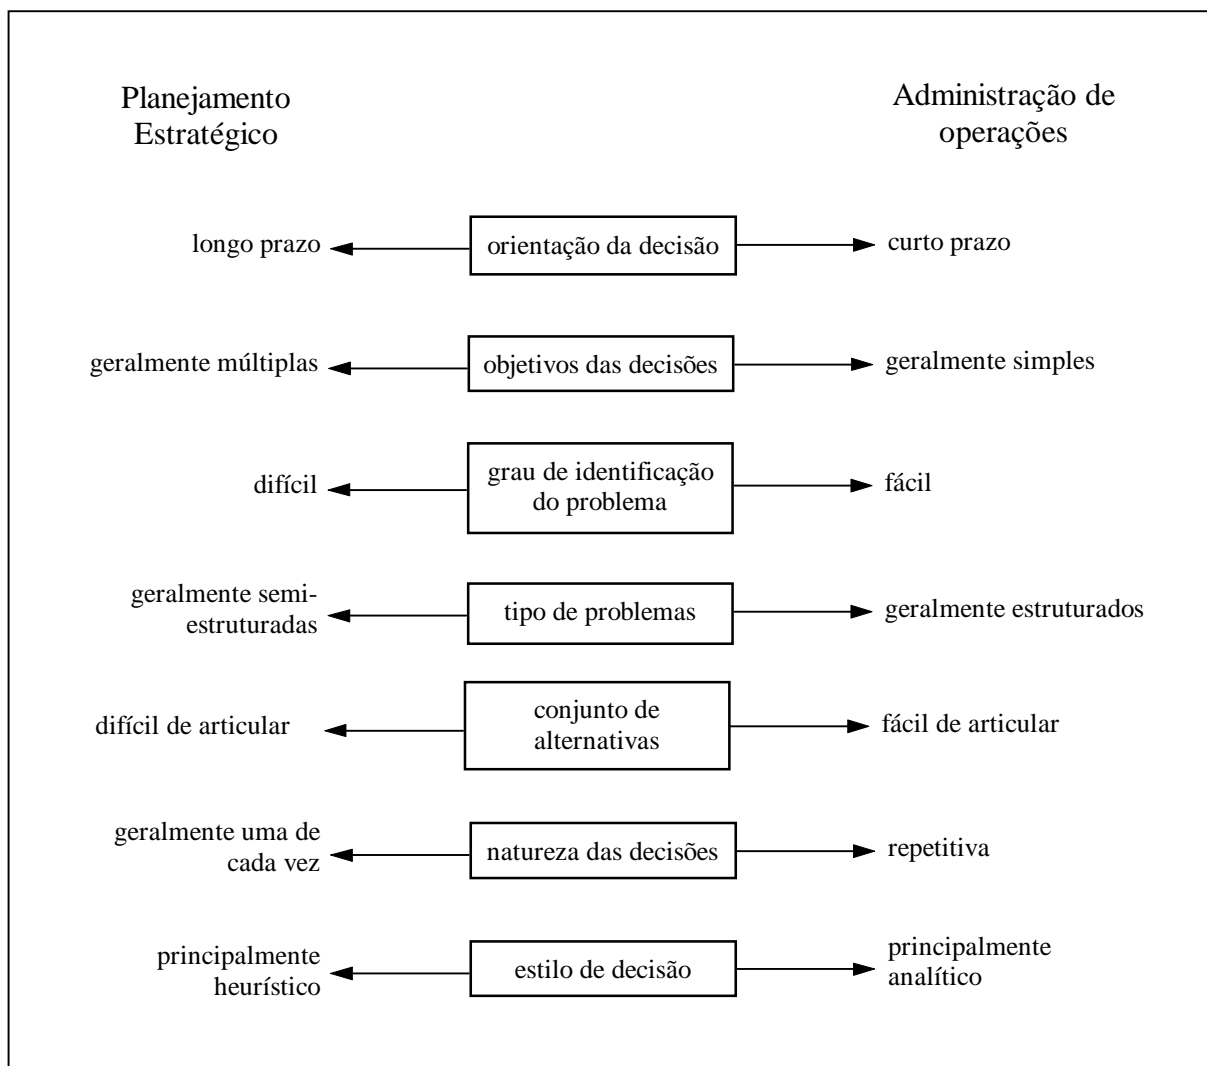 Planejamento
Estratégico
Administração de
operações
longo prazo
orientação da decisão
curto prazo
geralmente múltiplas
objetivos das decisões
geralmente simples
difícil
grau de identificação
do problema
fácil
geralmente semi-
estruturadas
tipo de problemas
geralmente estruturados
difícil de articular
conjunto de
alternativas
fácil de articular
geralmente uma de
cada vez
natureza das decisões
repetitiva
principalmente
heurístico
estilo de decisão
principalmente
analítico